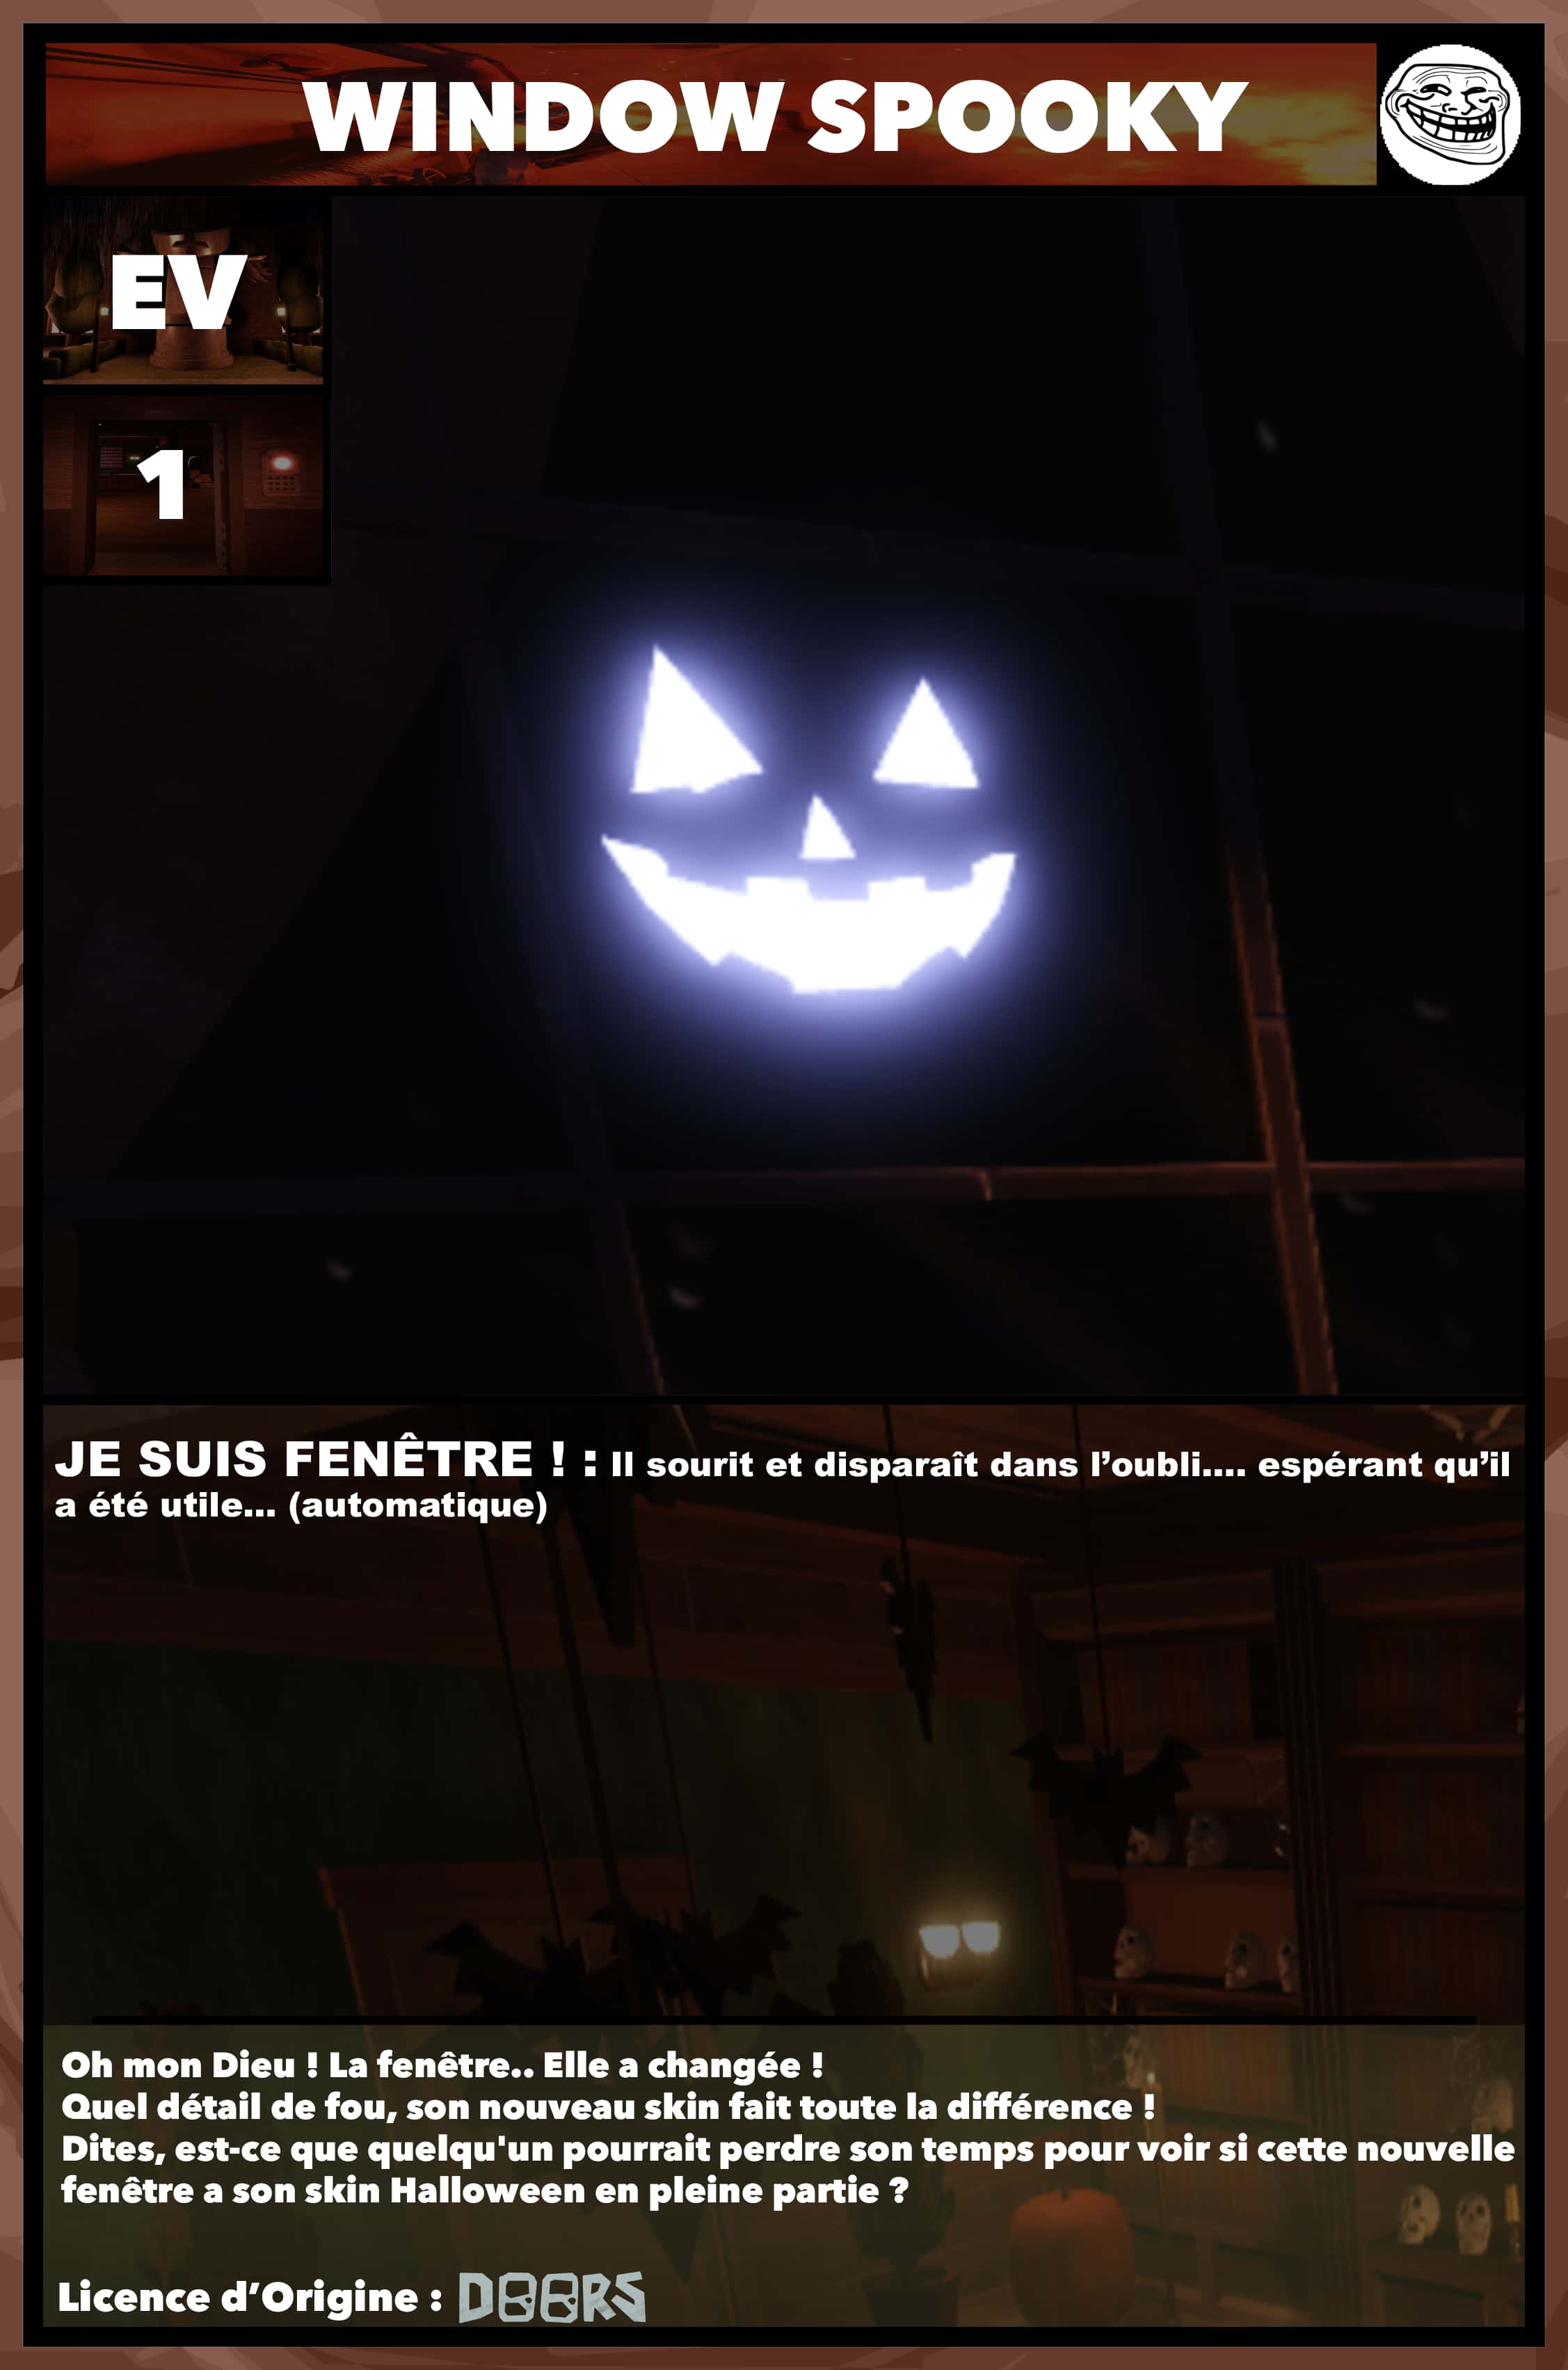 WINDOW SPOOKY
EV
1
JE SUIS FENÊTRE ! : Il sourit et disparaît dans l’oubli.... espérant qu’il
a été utile... (automatique)
Oh mon Dieu ! La fenêtre.. Elle a changée !
Quel détail de fou, son nouveau skin fait toute la différence !
Dites, est-ce que quelqu'un pourrait perdre son temps pour voir si cette nouvelle
fenêtre a son skin Halloween en pleine partie ?
Licence d’Origine : DOORS